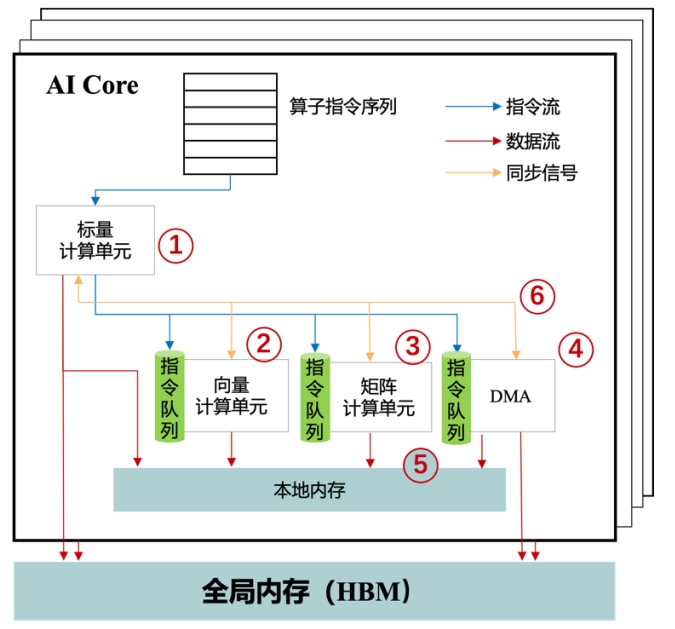 AI Core
算子指令序列
指令流
数据流
同步信号
标量
计算单元
①
⑥
②
③
④
指令队列
向量
计算单元
指令队列
矩阵
计算单元
指令队列
DMA
⑤
本地内存
全局内存（HBM）